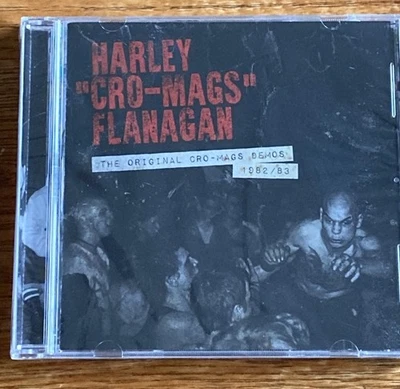 HARLEY
"CRO-MAGS"
FLANAGAN
THE ORIGINAL CRO-MAGS DEMOS
1982/83